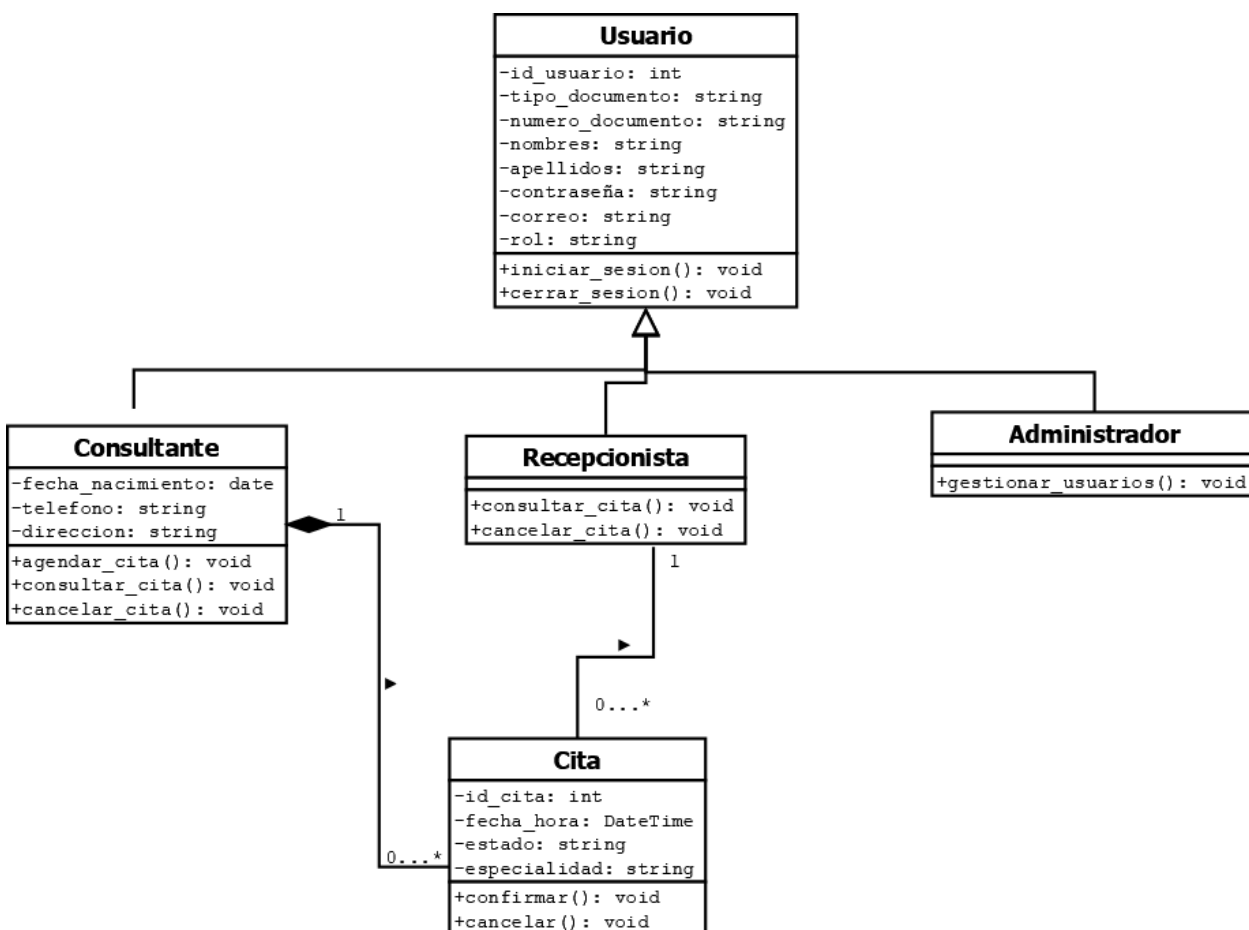 Usuario
-id_usuario: int
-tipo_documento: string
-numero_documento: string
-nombres: string
-apellidos: string
-contraseña: string
-correo: string
-rol: string
+iniciar_sesion(): void
+cerrar_sesion(): void
Consultante
-fecha_nacimiento: date
-telefono: string
-direccion: string
+agendar_cita(): void
+consultar_cita(): void
+cancelar_cita(): void
1
0...*
Recepcionista
+consultar_cita(): void
+cancelar_cita(): void
1
0...*
Administrador
+gestionar_usuarios(): void
Cita
-id_cita: int
-fecha_hora: DateTime
-estado: string
-especialidad: string
+confirmar(): void
+cancelar(): void